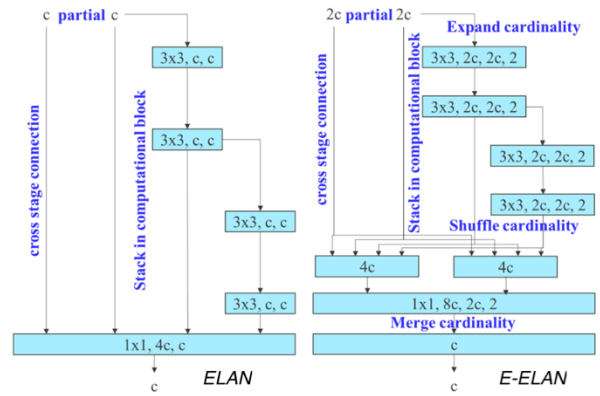 c partial c
3x3, c, c
3x3, c, c
3x3, c, c
3x3, c, c
cross stage connection
Stack in computational block
1x1, 4c, c
c
ELAN
2c partial 2c
Expand cardinality
3x3, 2c, 2c, 2
3x3, 2c, 2c, 2
3x3, 2c, 2c, 2
3x3, 2c, 2c, 2
cross stage connection
Stack in computational block
Shuffle cardinality
4c
4c
1x1, 8c, 2c, 2
Merge cardinality
c
c
E-ELAN